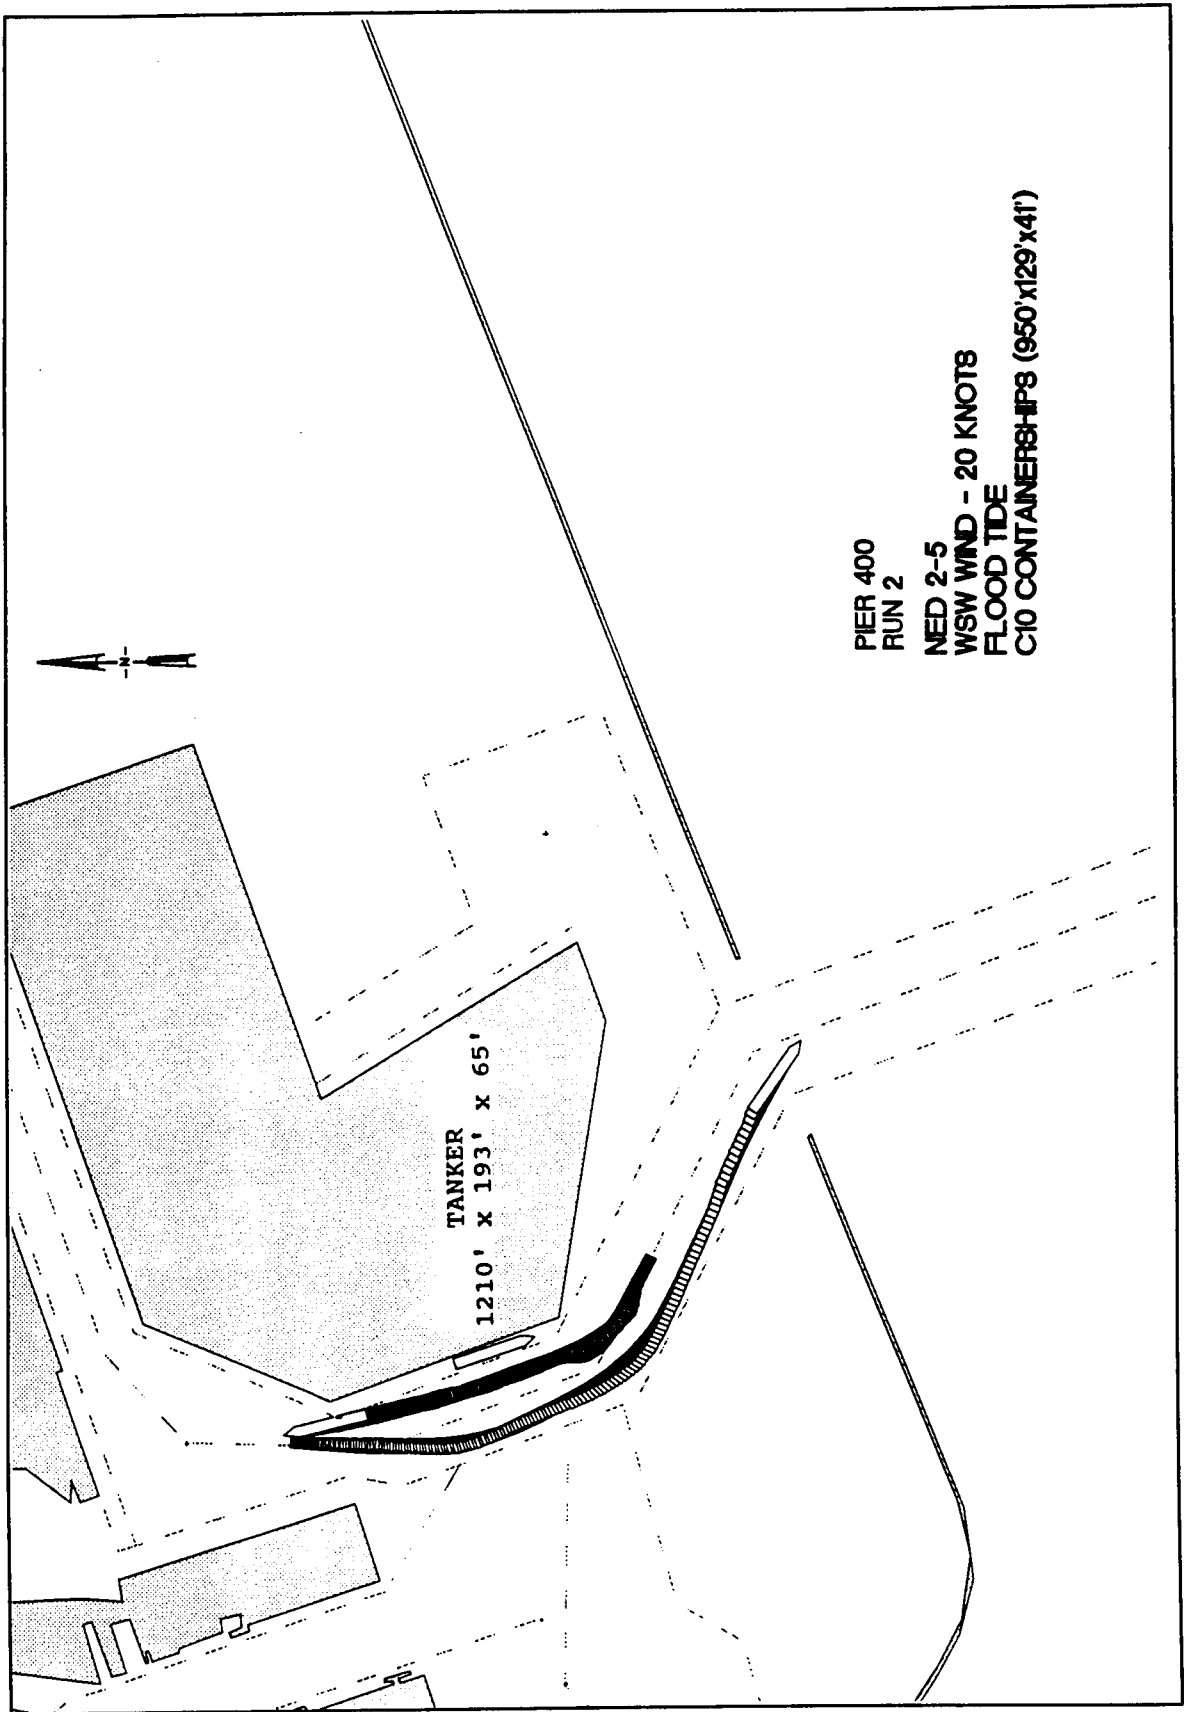 -N-
TANKER
1210' x 193' x 65'
PIER 400
RUN 2
NED 2-5
WSW WIND - 20 KNOTS
FLOOD TIDE
C10 CONTAINERSHIPS (950'x129'x41')